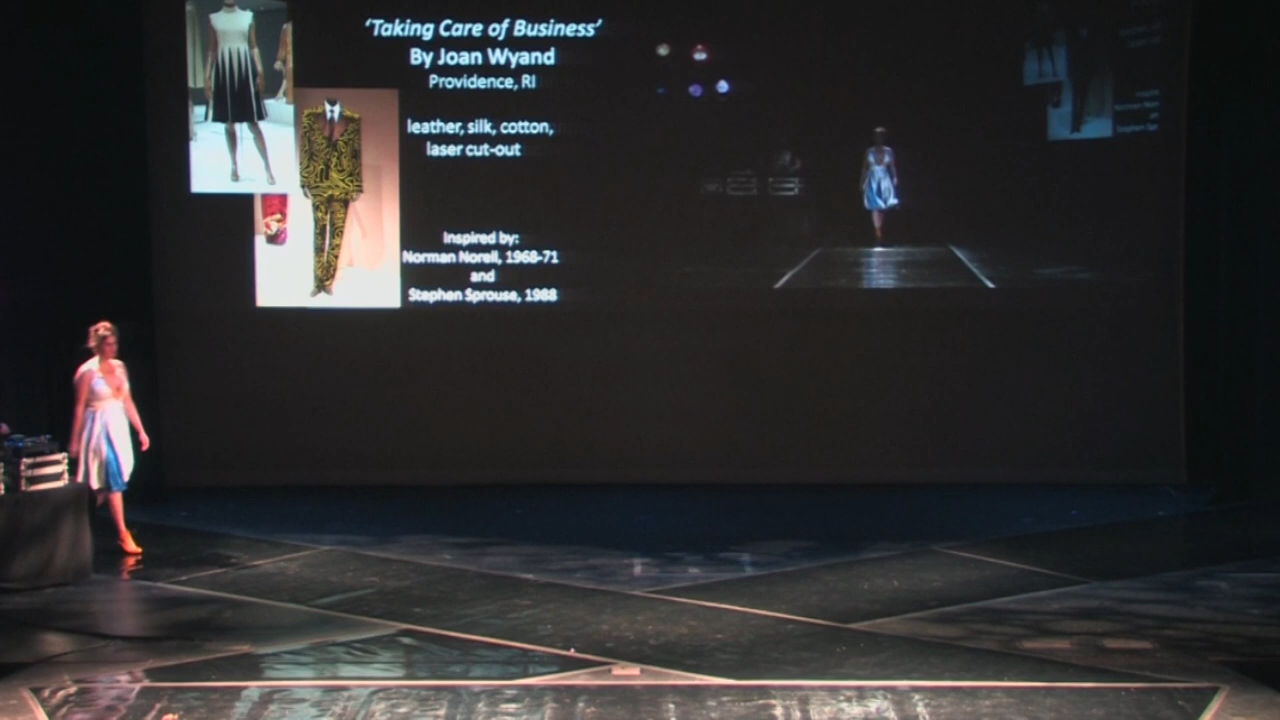 ‘Taking Care of Business’
By Joan Wyand
Providence, RI
leather, silk, cotton,
laser cut-out
Inspired by:
Norman Norell, 1968-71
and
Stephen Sprouse, 1988